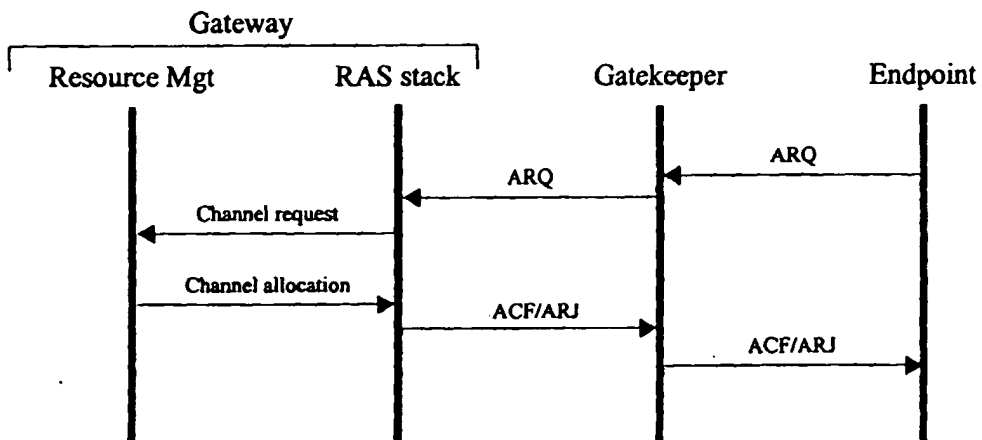 Gateway
Resource Mgt
RAS stack
Gatekeeper
Endpoint
ARQ
ARQ
Channel request
Channel allocation
ACF/ARJ
ACF/ARJ